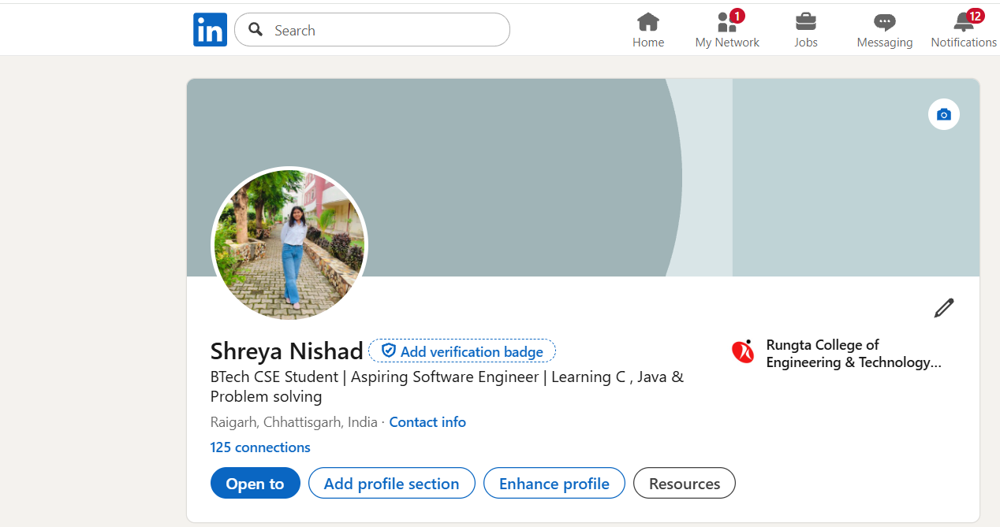 in
Search
Home
My Network
1
Jobs
Messaging
Notifications
12
Shreya Nishad
Add verification badge
BTech CSE Student | Aspiring Software Engineer | Learning C , Java &
Problem solving
Raigarh, Chhattisgarh, India · Contact info
125 connections
Rungta College of
Engineering & Technology...
Open to
Add profile section
Enhance profile
Resources